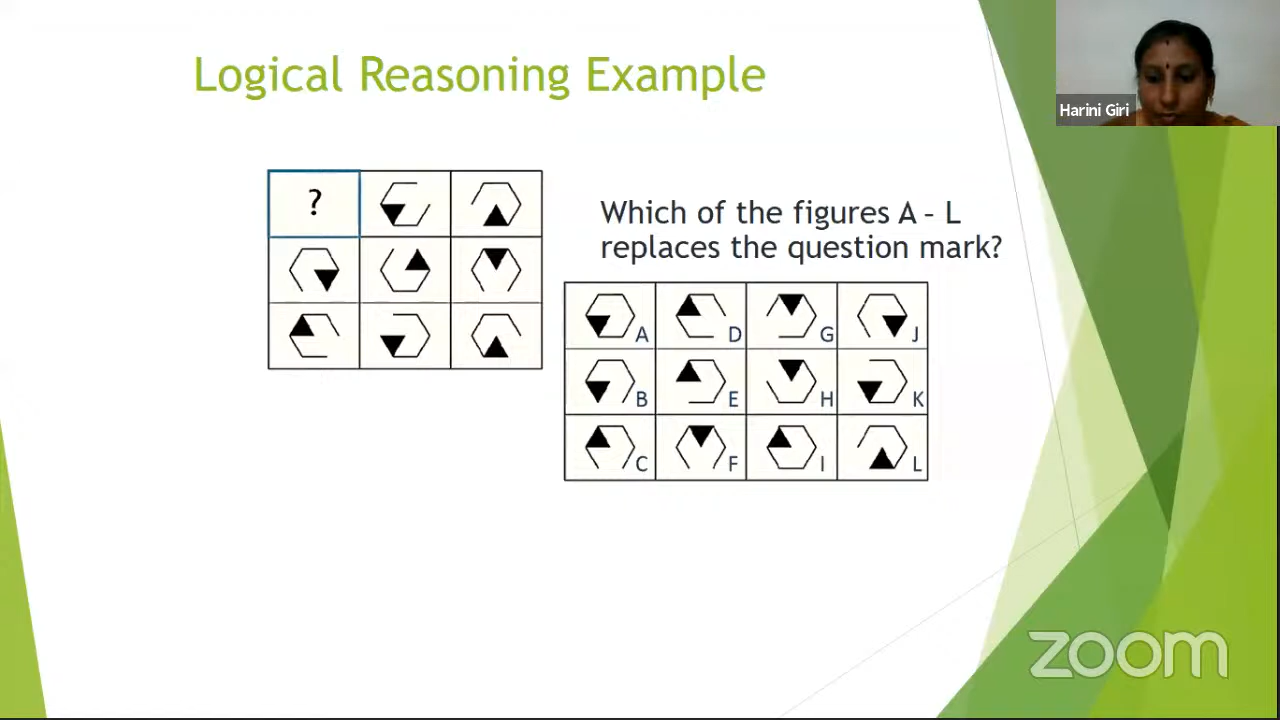 Logical Reasoning Example
Harini Giri
?
Which of the figures A – L
replaces the question mark?
A D G J
B E H K
C F I L
zoom